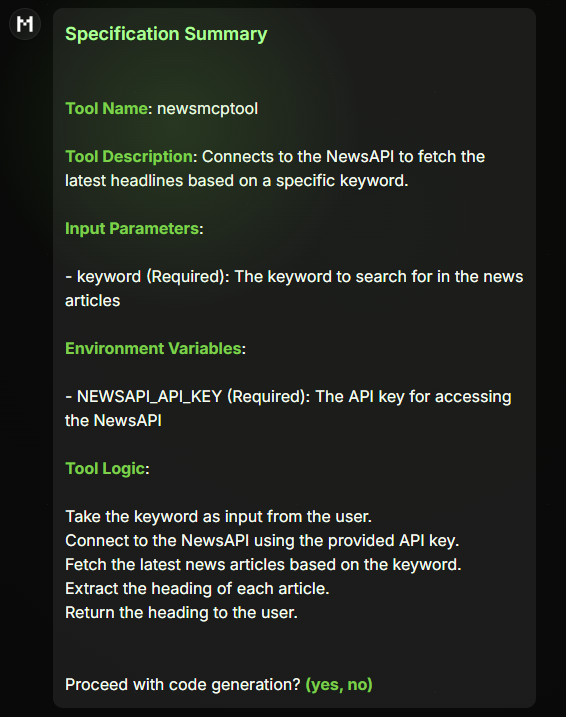 M
Specification Summary
Tool Name: newsmcptool
Tool Description: Connects to the NewsAPI to fetch the
latest headlines based on a specific keyword.
Input Parameters:
- keyword (Required): The keyword to search for in the news
articles
Environment Variables:
- NEWSAPI_API_KEY (Required): The API key for accessing
the NewsAPI
Tool Logic:
Take the keyword as input from the user.
Connect to the NewsAPI using the provided API key.
Fetch the latest news articles based on the keyword.
Extract the heading of each article.
Return the heading to the user.
Proceed with code generation? (yes, no)